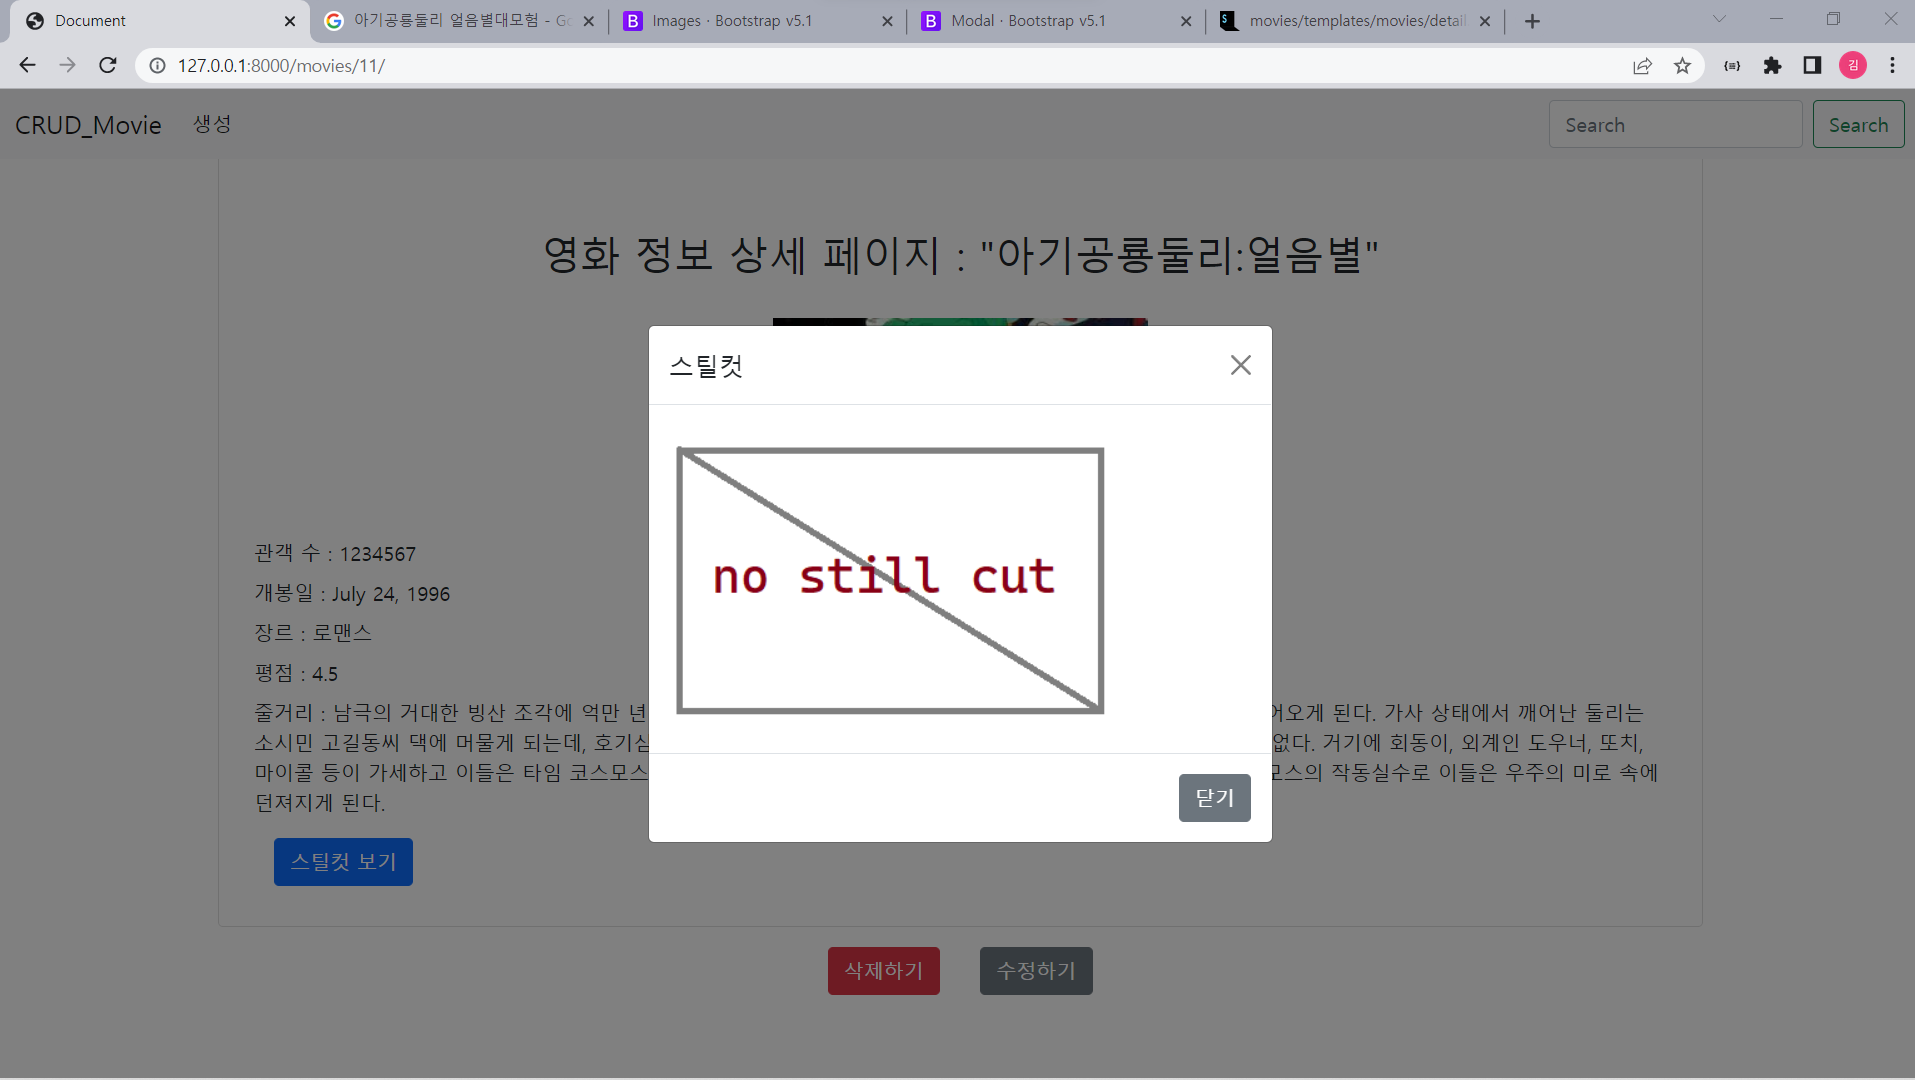 Document
아기공룡둘리 얼음별대모험 - Go
Images · Bootstrap v5.1
Modal · Bootstrap v5.1
movies/templates/movies/detail
127.0.0.1:8000/movies/11/
김
CRUD_Movie
생성
Search
Search
영화 정보 상세 페이지 : "아기공룡둘리:얼음별"
스틸컷
no still cut
관객 수 : 1234567
개봉일 : July 24, 1996
장르 : 로맨스
평점 : 4.5
줄거리 : 남극의 거대한 빙산 조각에 억만 년 어오게 된다. 가사 상태에서 깨어난 둘리는
소시민 고길동씨 댁에 머물게 되는데, 호기심 없다. 거기에 회동이, 외계인 도우너, 또치,
마이콜 등이 가세하고 이들은 타임 코스모스 모스의 작동실수로 이들은 우주의 미로 속에
던져지게 된다.
닫기
스틸컷 보기
삭제하기
수정하기